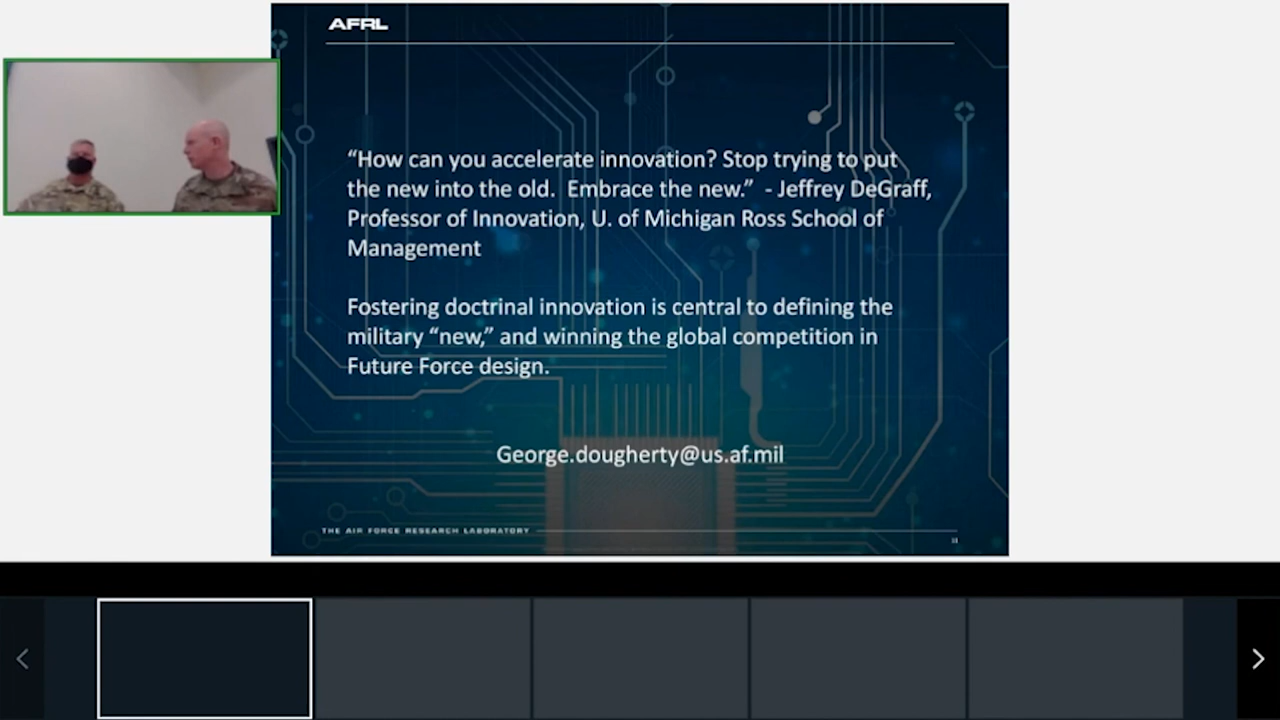 AFRL
“How can you accelerate innovation? Stop trying to put
the new into the old.  Embrace the new.”  - Jeffrey DeGraff,
Professor of Innovation, U. of Michigan Ross School of
Management
Fostering doctrinal innovation is central to defining the
military “new,” and winning the global competition in
Future Force design.
George.dougherty@us.af.mil
THE AIR FORCE RESEARCH LABORATORY